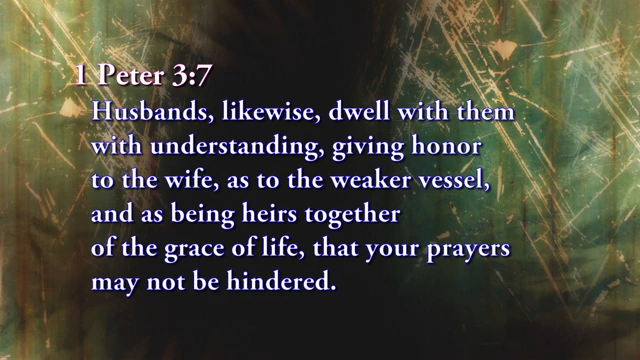 1 Peter 3:7
Husbands, likewise, dwell with them
with understanding, giving honor
to the wife, as to the weaker vessel,
and as being heirs together
of the grace of life, that your prayers
may not be hindered.